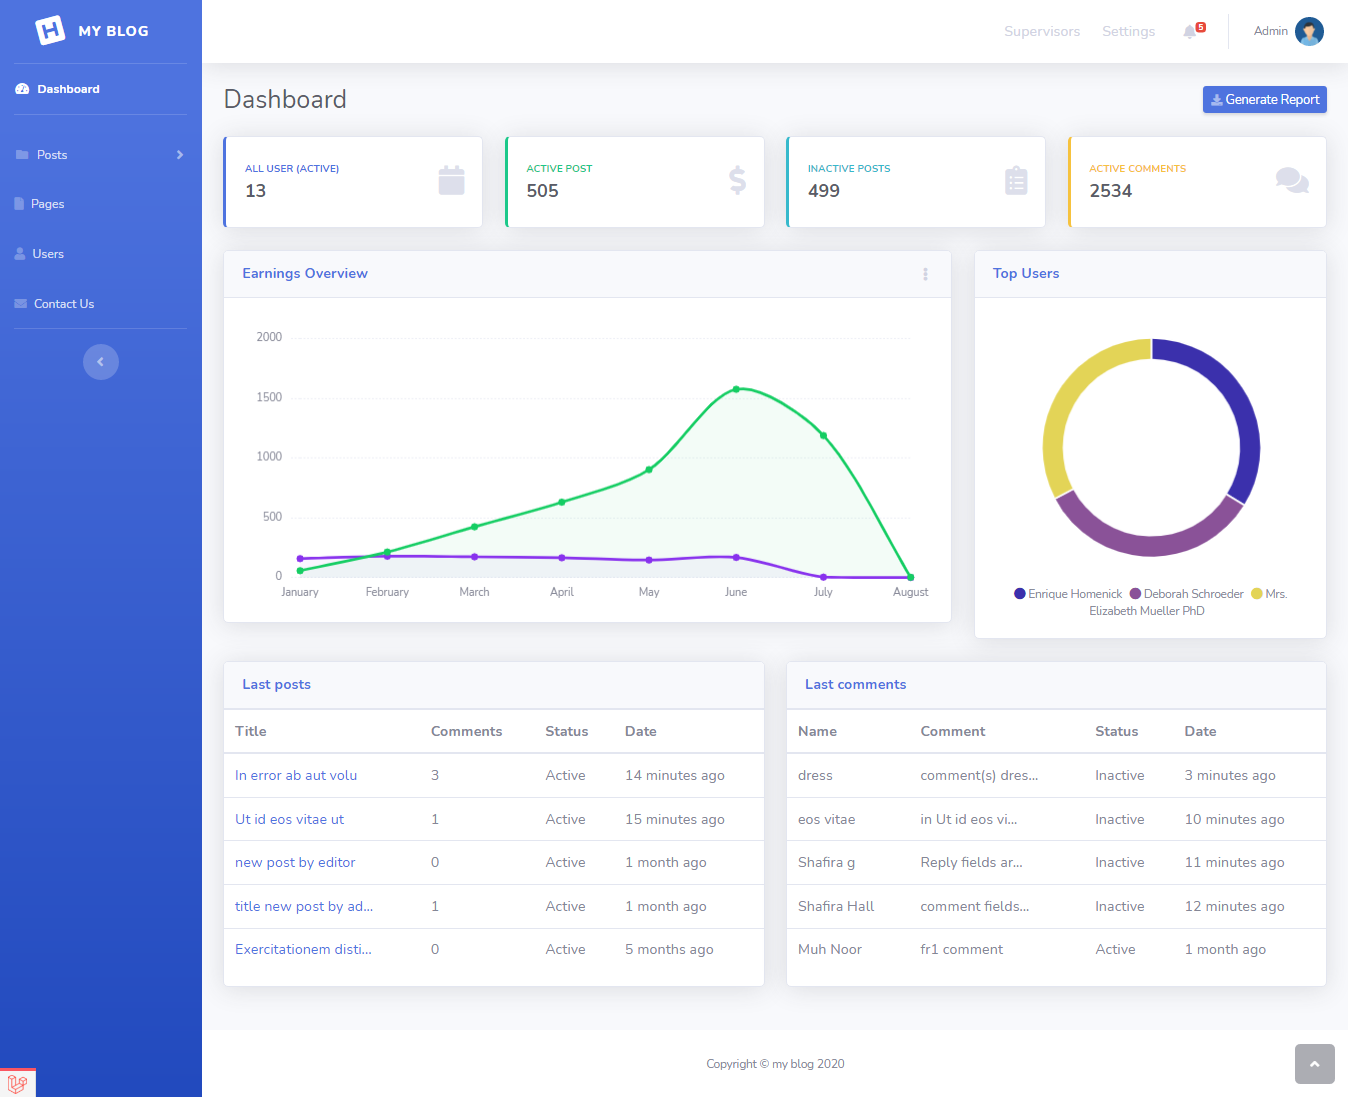 H MY BLOG
Supervisors Settings 5 Admin
Dashboard
Posts
Pages
Users
Contact Us
Dashboard
Generate Report
ALL USER (ACTIVE)
13
ACTIVE POST
505
INACTIVE POSTS
499
ACTIVE COMMENTS
2534
Earnings Overview
2000
1500
1000
500
0
January February March April May June July August
Top Users
Enrique Homenick Deborah Schroeder Mrs.
Elizabeth Mueller PhD
Last posts
Title Comments Status Date
In error ab aut volu 3 Active 14 minutes ago
Ut id eos vitae ut 1 Active 15 minutes ago
new post by editor 0 Active 1 month ago
title new post by ad... 1 Active 1 month ago
Exercitationem disti... 0 Active 5 months ago
Last comments
Name Comment Status Date
dress comment(s) dres... Inactive 3 minutes ago
eos vitae in Ut id eos vi... Inactive 10 minutes ago
Shafira g Reply fields ar... Inactive 11 minutes ago
Shafira Hall comment fields... Inactive 12 minutes ago
Muh Noor fr1 comment Active 1 month ago
Copyright © my blog 2020